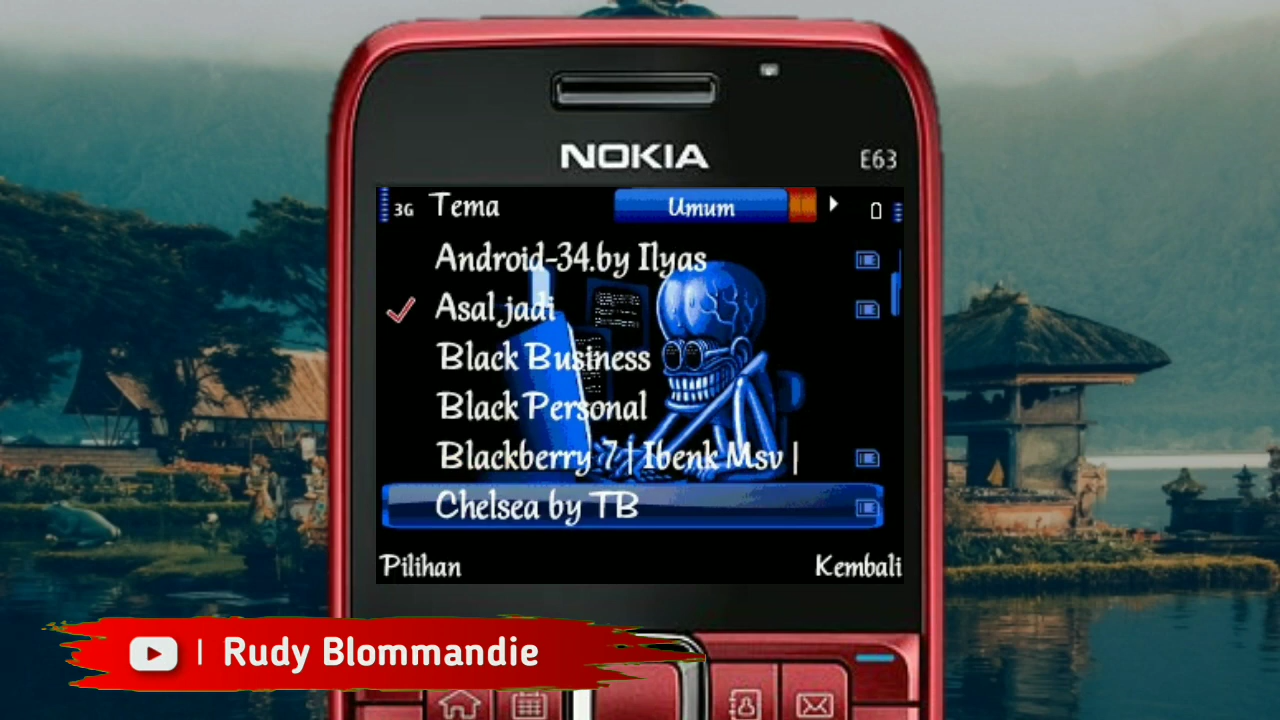 NOKIA
E63
3G Tema Umum
Android-34.by Ilyas
Asal jadi
Black Business
Black Personal
Blackberry 7 | Ibenk Msv |
Chelsea by TB
Pilihan Kembali
| Rudy Blommandie